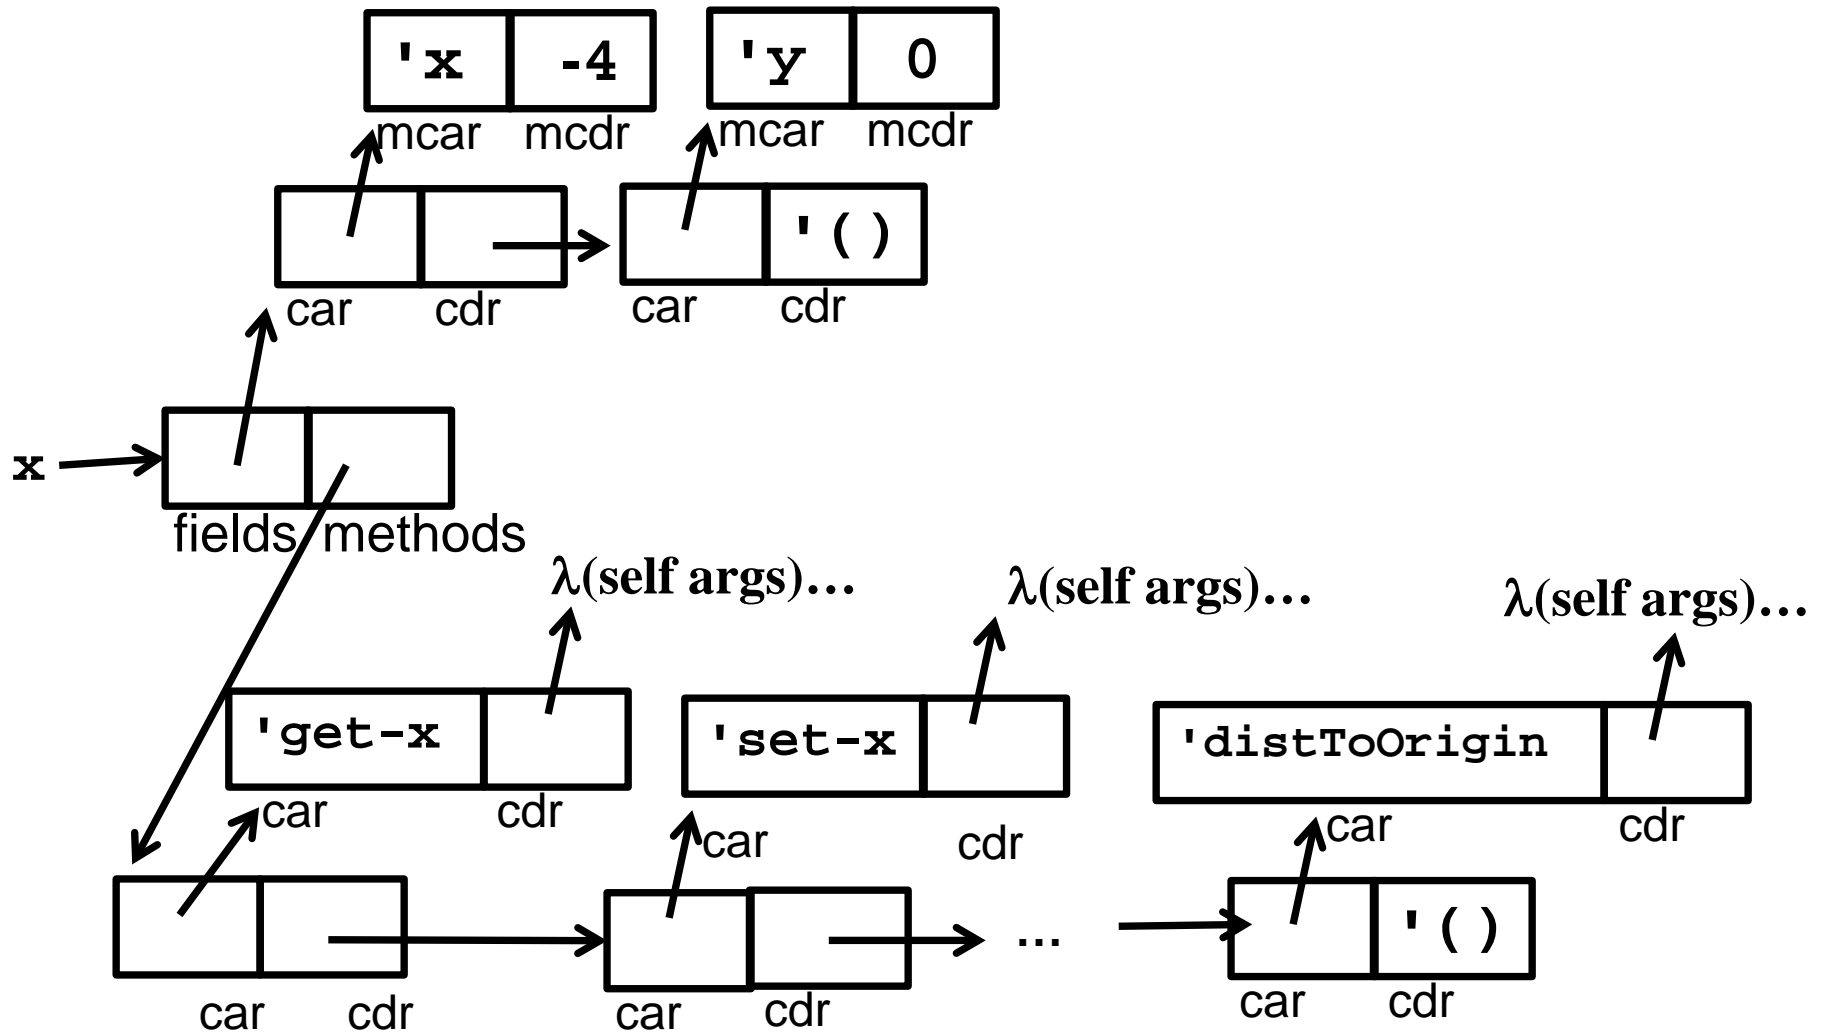 'x -4 'y 0
mcar mcdr mcar mcdr
'()
car cdr car cdr
x
fields methods
λ(self args)… λ(self args)… λ(self args)…
'get-x 'set-x 'distToOrigin
car cdr car cdr car cdr
… '()
car cdr car cdr car cdr